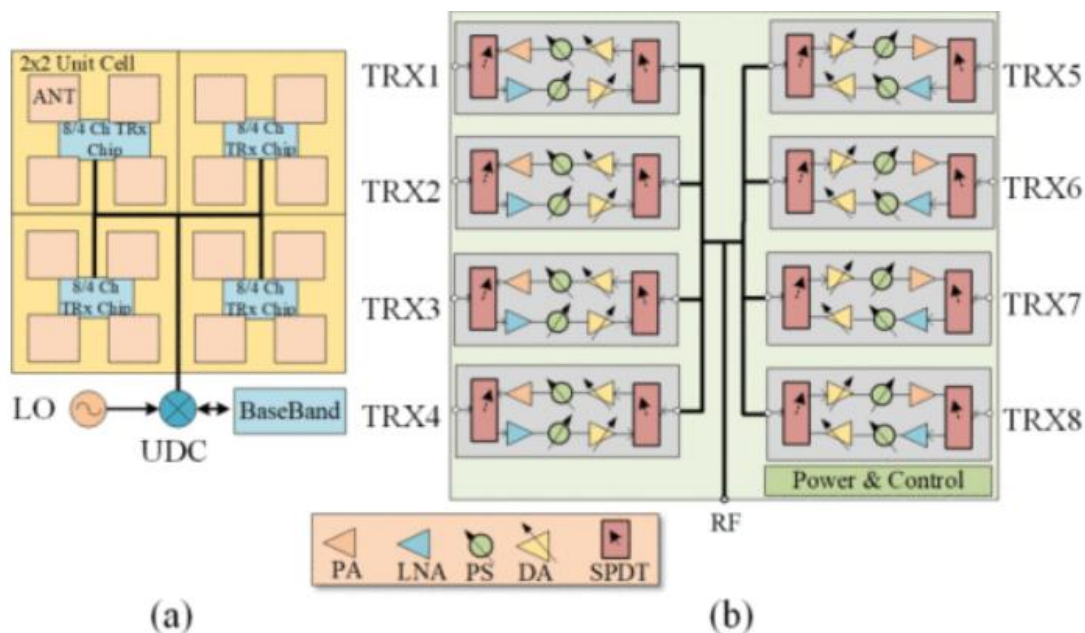 2x2 Unit Cell
ANT
8/4 Ch TRx
Chip
8/4 Ch
TRx Chip
8/4 Ch
TRx Chip
8/4 Ch
TRx Chip
LO
UDC
BaseBand
(a)
TRX1
TRX2
TRX3
TRX4
TRX5
TRX6
TRX7
TRX8
Power & Control
RF
PA
LNA
PS
DA
SPDT
(b)